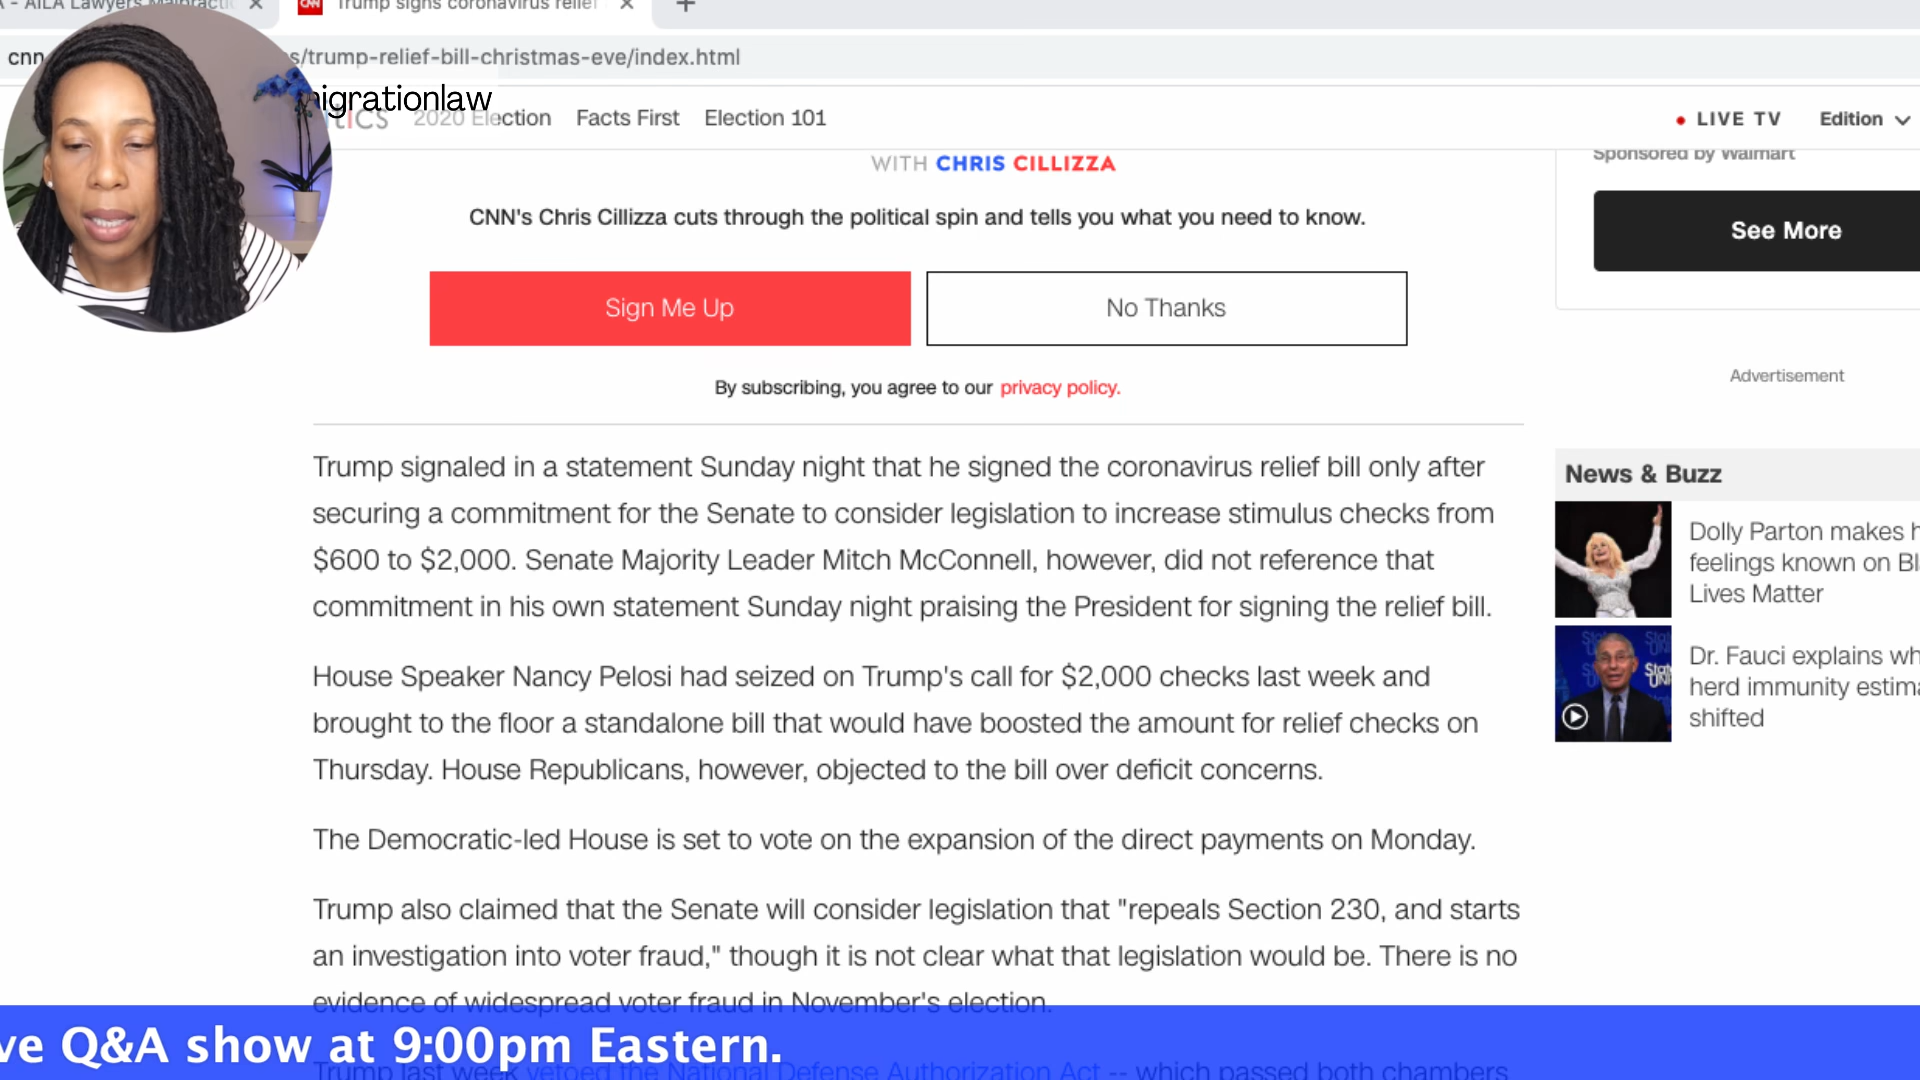 AILA Lawyers Malpractic
Trump signs coronavirus relief
cnn
s/trump-relief-bill-christmas-eve/index.html
igrationlaw
2020 Election Facts First Election 101
LIVE TV Edition
WITH CHRIS CILLIZZA
CNN's Chris Cillizza cuts through the political spin and tells you what you need to know.
Sign Me Up No Thanks
By subscribing, you agree to our privacy policy.
Sponsored by Walmart
See More
Advertisement
Trump signaled in a statement Sunday night that he signed the coronavirus relief bill only after
securing a commitment for the Senate to consider legislation to increase stimulus checks from
$600 to $2,000. Senate Majority Leader Mitch McConnell, however, did not reference that
commitment in his own statement Sunday night praising the President for signing the relief bill.
House Speaker Nancy Pelosi had seized on Trump's call for $2,000 checks last week and
brought to the floor a standalone bill that would have boosted the amount for relief checks on
Thursday. House Republicans, however, objected to the bill over deficit concerns.
The Democratic-led House is set to vote on the expansion of the direct payments on Monday.
Trump also claimed that the Senate will consider legislation that "repeals Section 230, and starts
an investigation into voter fraud," though it is not clear what that legislation would be. There is no
evidence of widespread voter fraud in November's election.
Trump last week vetoed the National Defense Authorization Act -- which passed both chambers
News & Buzz
Dolly Parton makes h
feelings known on Bl
Lives Matter
Dr. Fauci explains wh
herd immunity estima
shifted
ve Q&A show at 9:00pm Eastern.